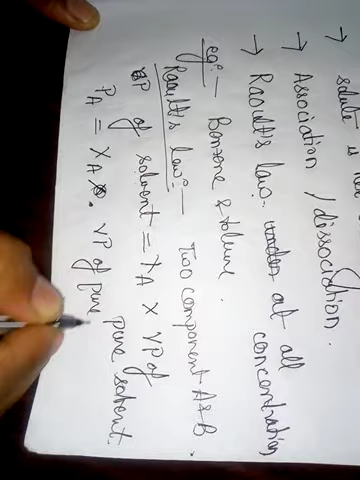 → solute is
→ Association / dissociation.
→ Raoult's law. at all concentration
eg:- Benzene & toluene.
Raoult's law:- Two component A & B.
VP of solvent = XA × VP of pure solvent.
PA = XA . VP of pure